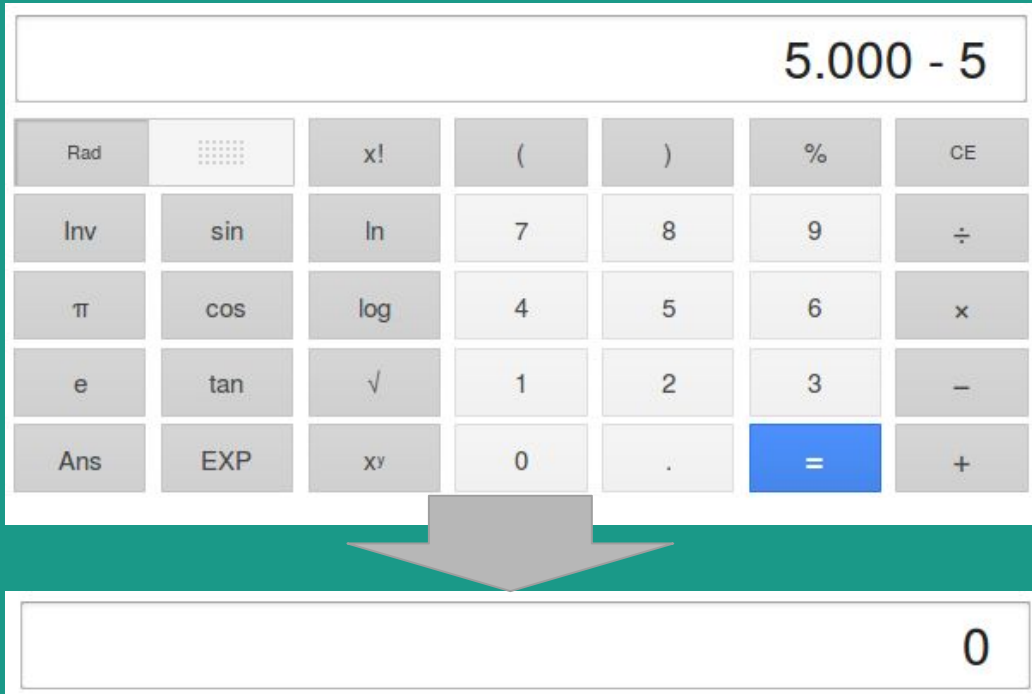 5.000 - 5
Rad x! ( ) % CE
Inv sin ln 7 8 9 ÷
π cos log 4 5 6 ×
e tan √ 1 2 3 −
Ans EXP xʸ 0 . = +
0